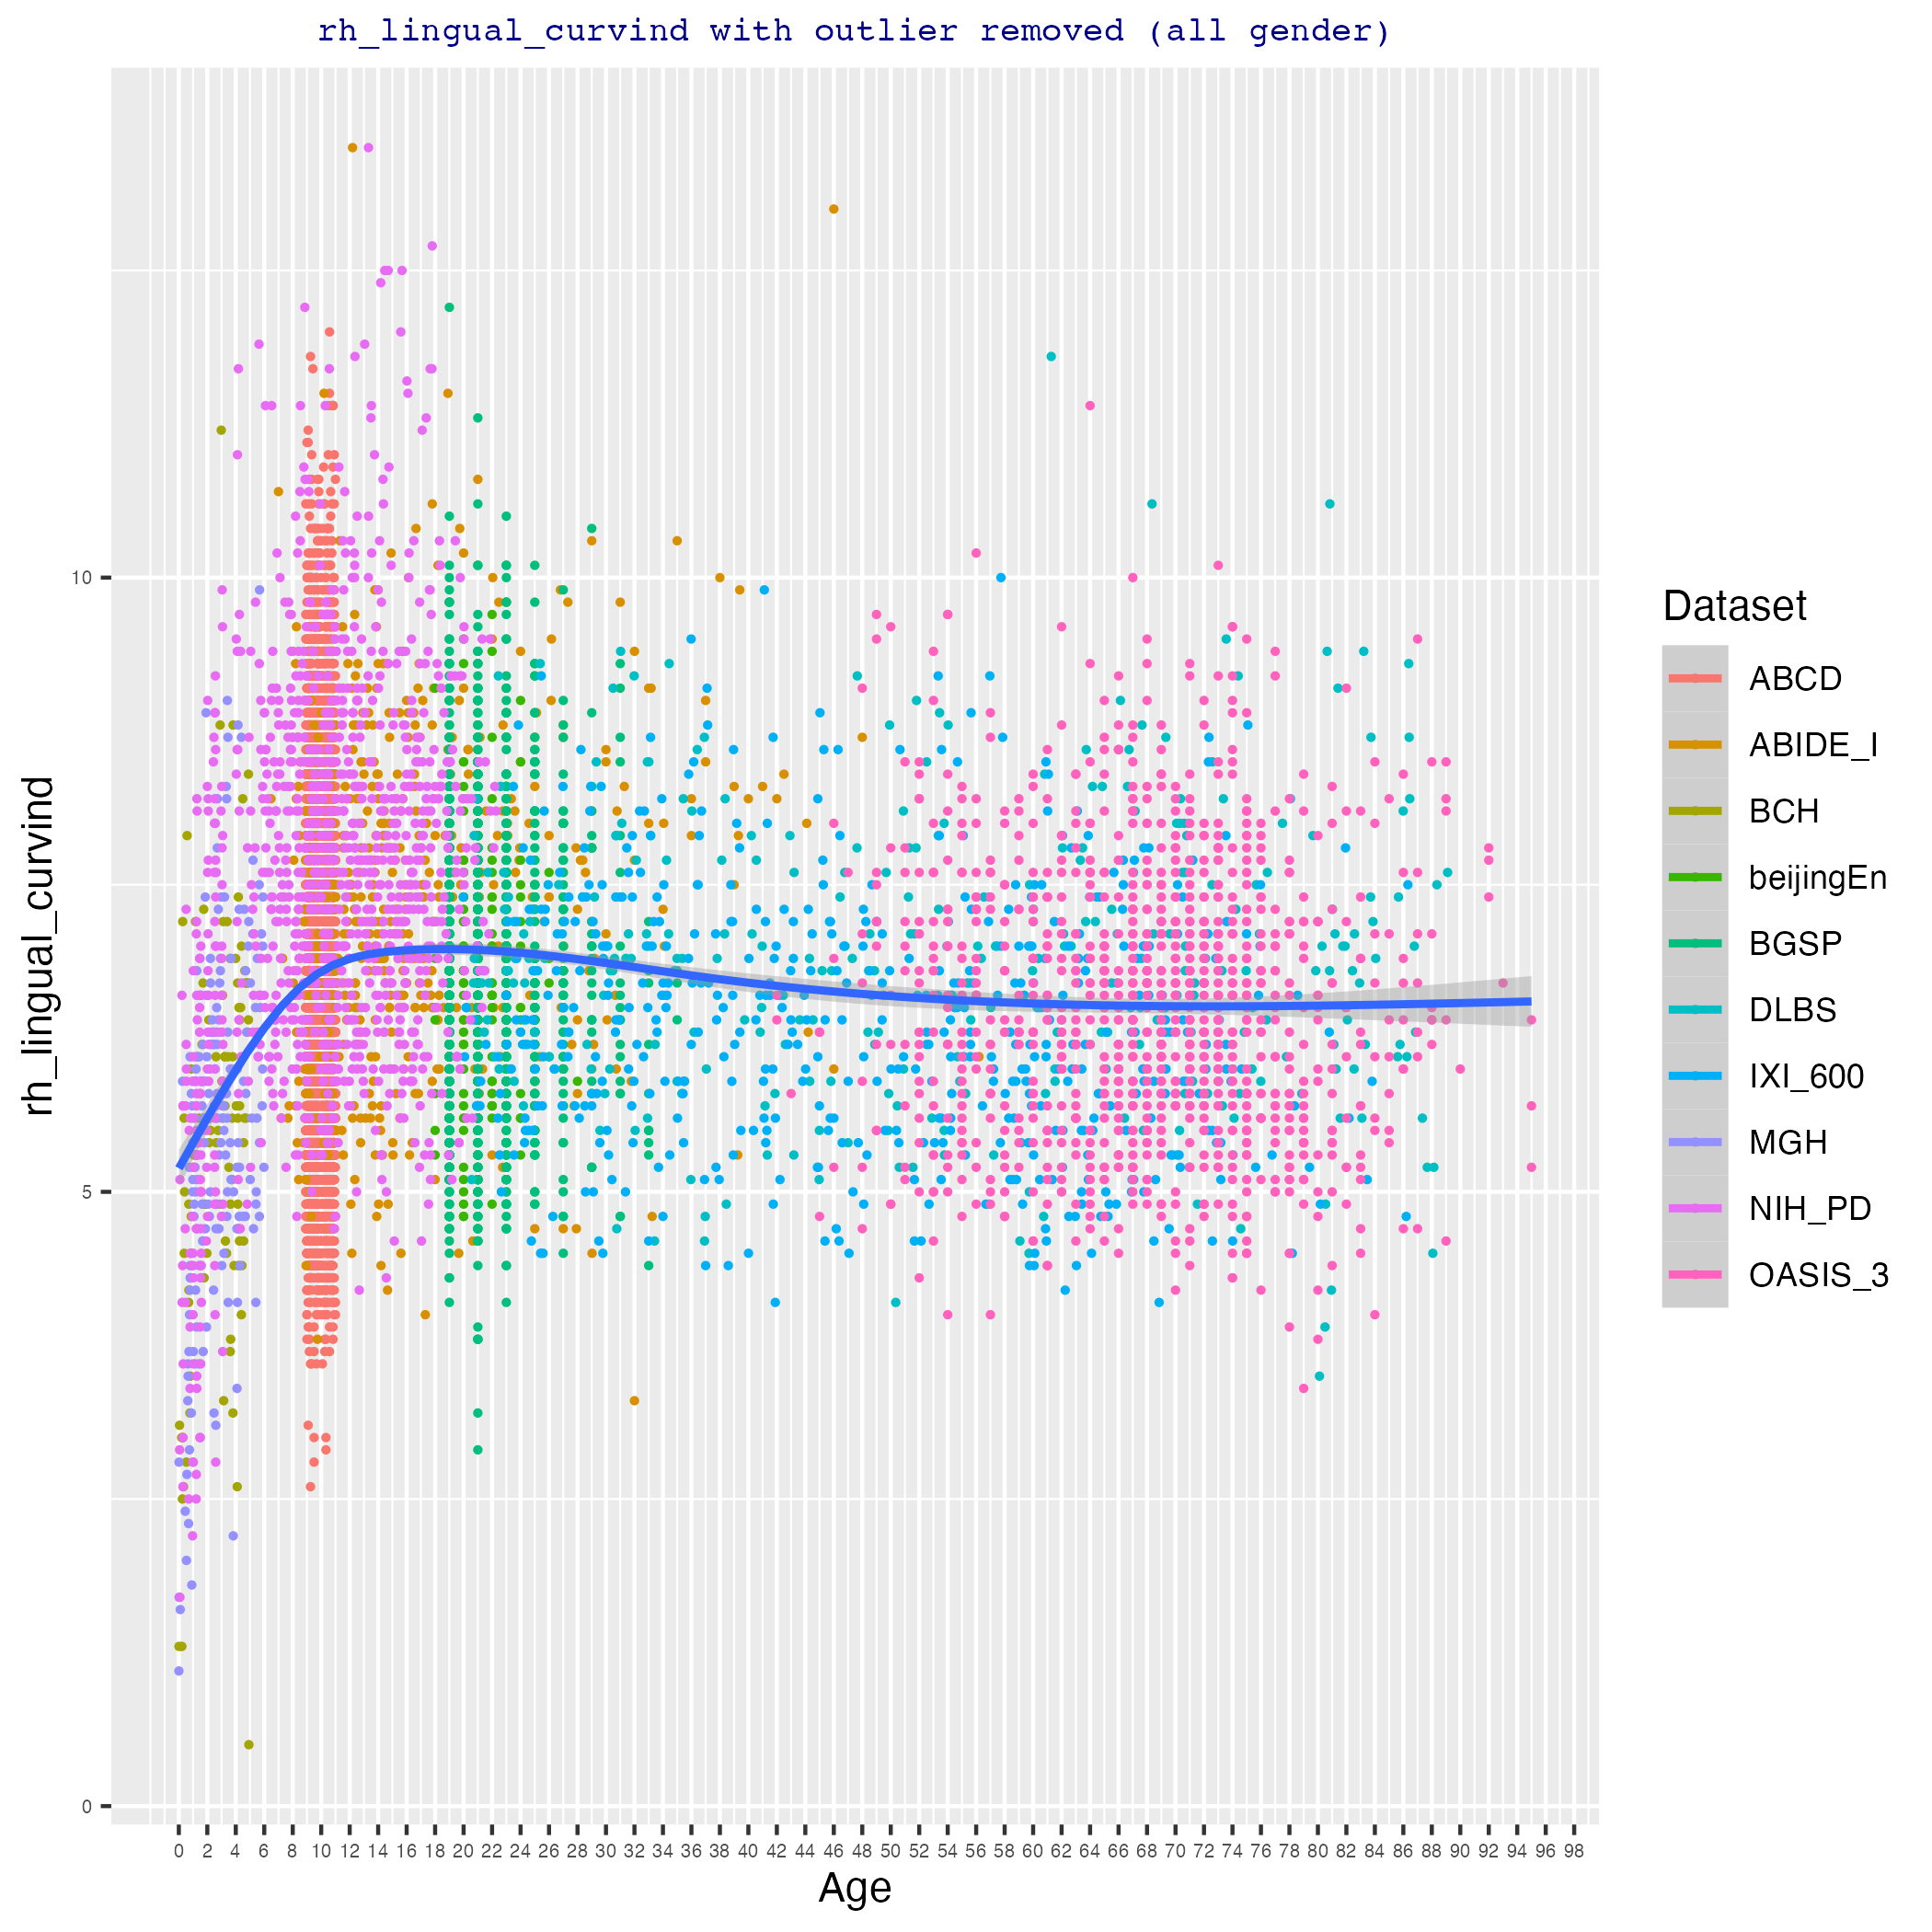 rh_lingual_curvind with outlier removed (all gender)
rh_lingual_curvind
10
5
0
0 2 4 6 8 10 12 14 16 18 20 22 24 26 28 30 32 34 36 38 40 42 44 46 48 50 52 54 56 58 60 62 64 66 68 70 72 74 76 78 80 82 84 86 88 90 92 94 96 98
Age
Dataset
ABCD
ABIDE_I
BCH
beijingEn
BGSP
DLBS
IXI_600
MGH
NIH_PD
OASIS_3